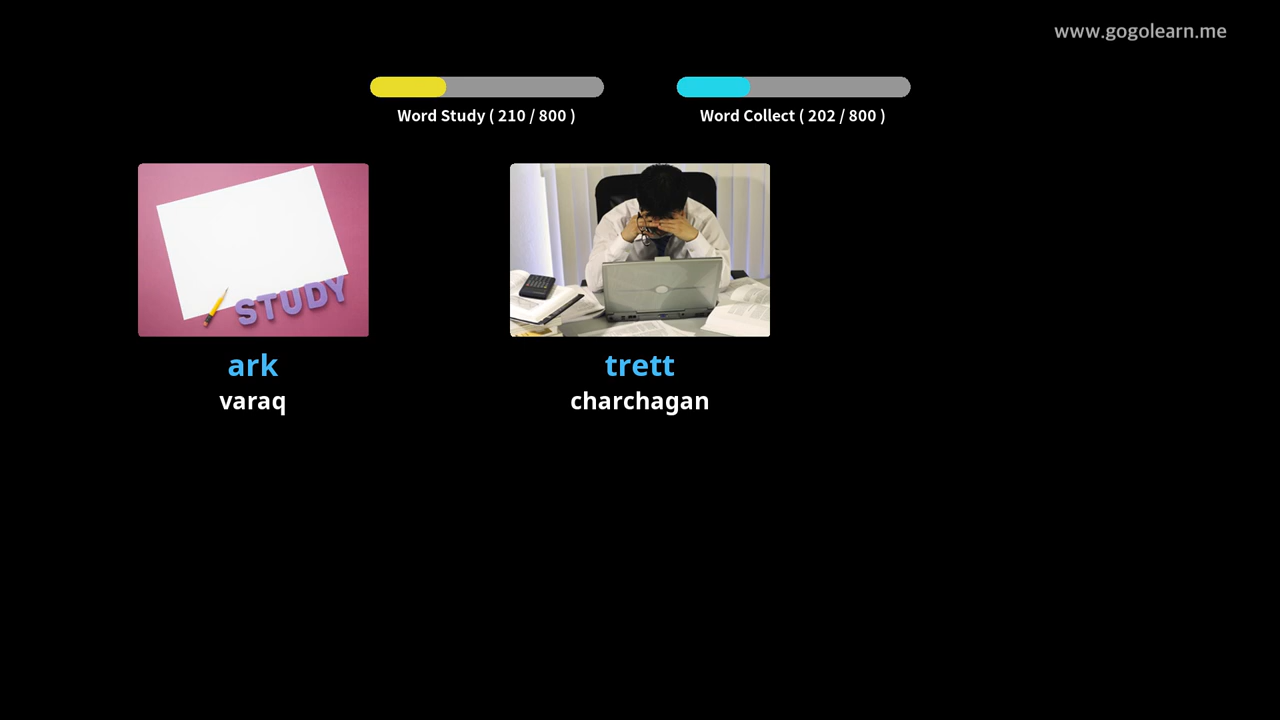 www.gogolearn.me
Word Study ( 210 / 800 )
Word Collect ( 202 / 800 )
STUDY
ark
varaq
trett
charchagan